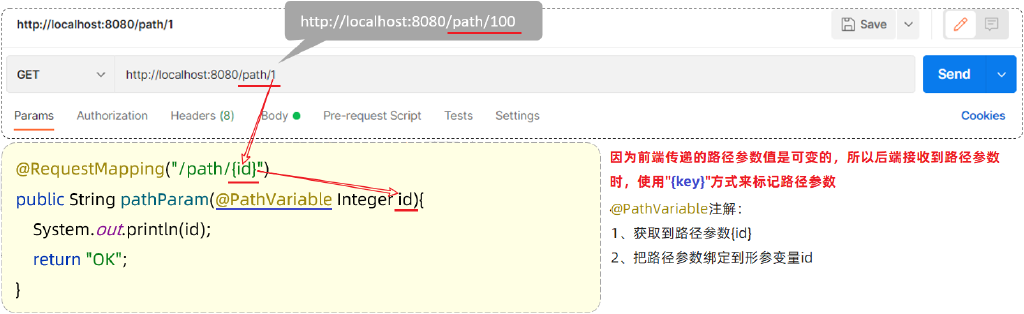 http://localhost:8080/path/1
http://localhost:8080/path/100
Save
GET
http://localhost:8080/path/1
Send
Params Authorization Headers (8) Body Pre-request Script Tests Settings Cookies
@RequestMapping("/path/{id}")
public String pathParam(@PathVariable Integer id){
System.out.println(id);
return "OK";
}
因为前端传递的路径参数值是可变的，所以后端接收到路径参数
时，使用"{key}"方式来标记路径参数
@PathVariable注解：
1、获取到路径参数{id}
2、把路径参数绑定到形参变量id